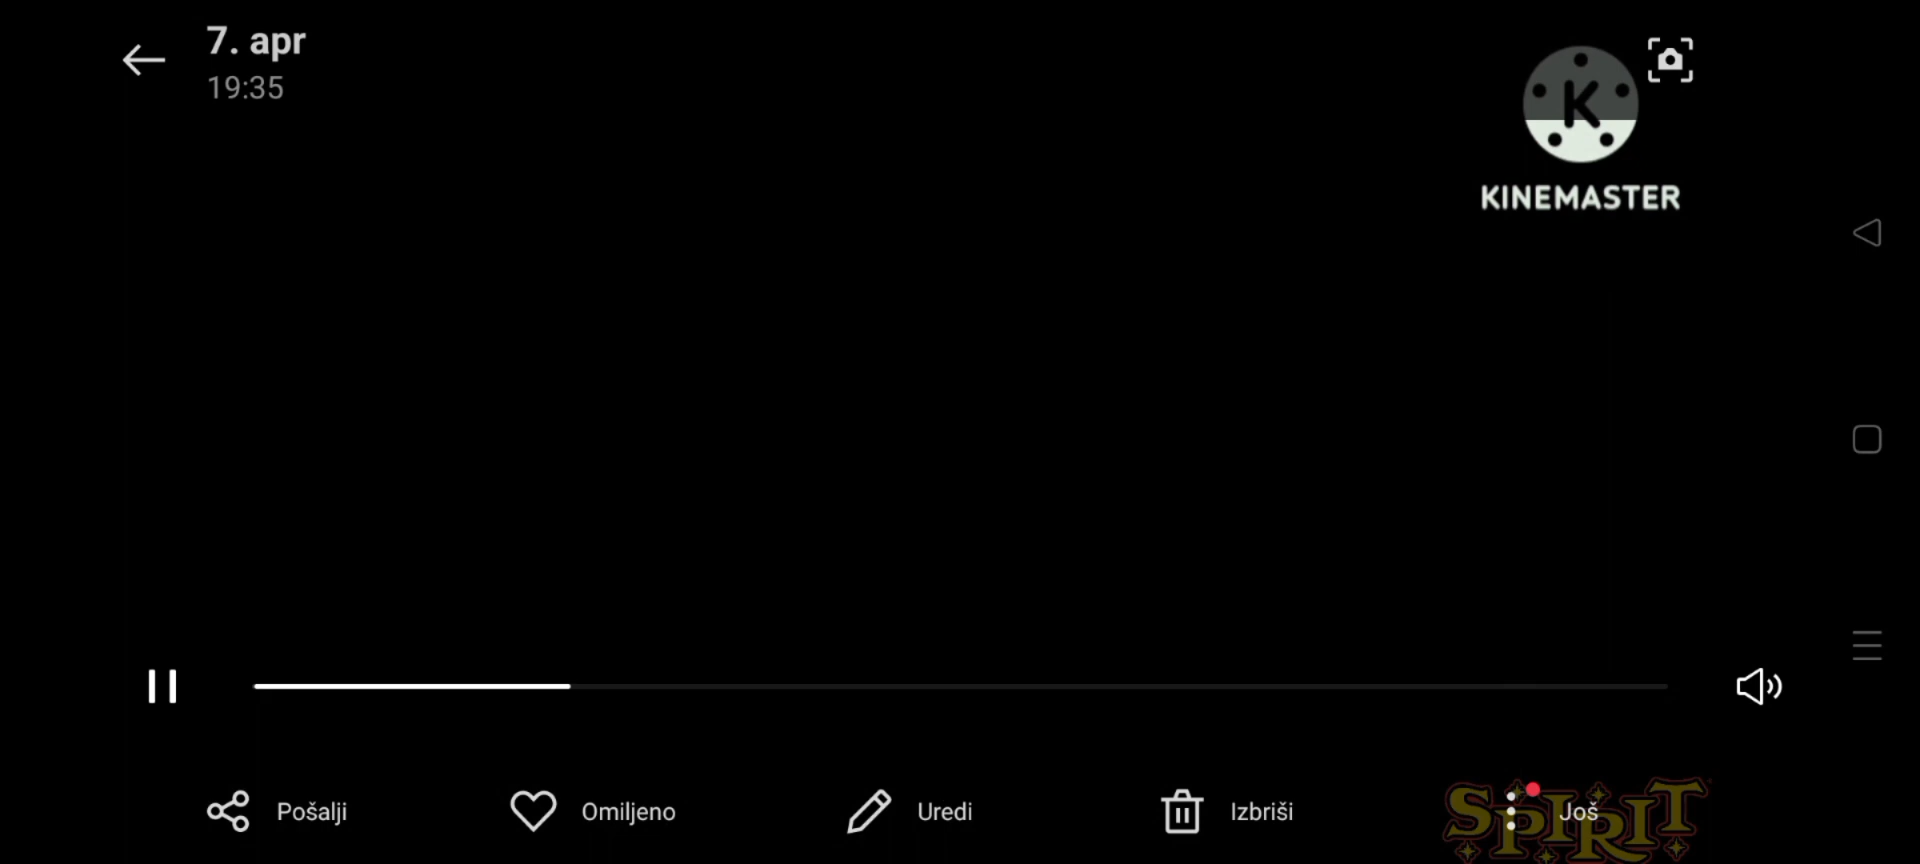 7. apr
19:35
K
KINEMASTER
Pošalji
Omiljeno
Uredi
Izbriši
Još
SPIRIT